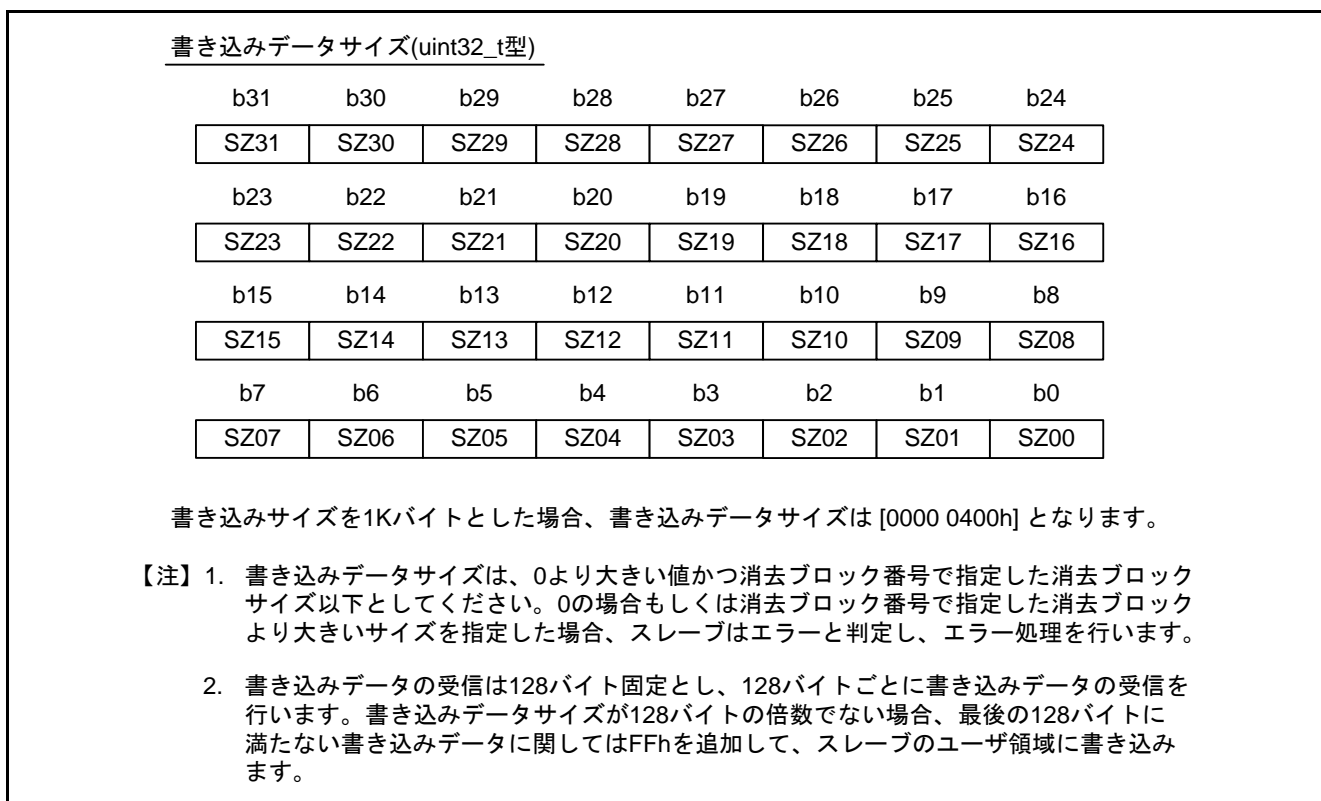 書き込みデータサイズ(uint32_t型)
b31 b30 b29 b28 b27 b26 b25 b24
SZ31 SZ30 SZ29 SZ28 SZ27 SZ26 SZ25 SZ24
b23 b22 b21 b20 b19 b18 b17 b16
SZ23 SZ22 SZ21 SZ20 SZ19 SZ18 SZ17 SZ16
b15 b14 b13 b12 b11 b10 b9 b8
SZ15 SZ14 SZ13 SZ12 SZ11 SZ10 SZ09 SZ08
b7 b6 b5 b4 b3 b2 b1 b0
SZ07 SZ06 SZ05 SZ04 SZ03 SZ02 SZ01 SZ00
書き込みサイズを1Kバイトとした場合、書き込みデータサイズは [0000 0400h] となります。
【注】1. 書き込みデータサイズは、0より大きい値かつ消去ブロック番号で指定した消去ブロック
サイズ以下としてください。0の場合もしくは消去ブロック番号で指定した消去ブロック
より大きいサイズを指定した場合、スレーブはエラーと判定し、エラー処理を行います。
2. 書き込みデータの受信は128バイト固定とし、128バイトごとに書き込みデータの受信を
行います。書き込みデータサイズが128バイトの倍数でない場合、最後の128バイトに
満たない書き込みデータに関してはFFhを追加して、スレーブのユーザ領域に書き込み
ます。